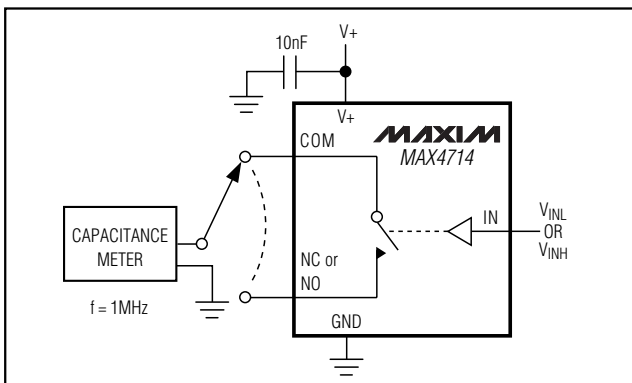 V+
10nF
V+
MAXIM
MAX4714
COM
IN
V_INL
OR
V_INH
CAPACITANCE
METER
f = 1MHz
NC or
NO
GND